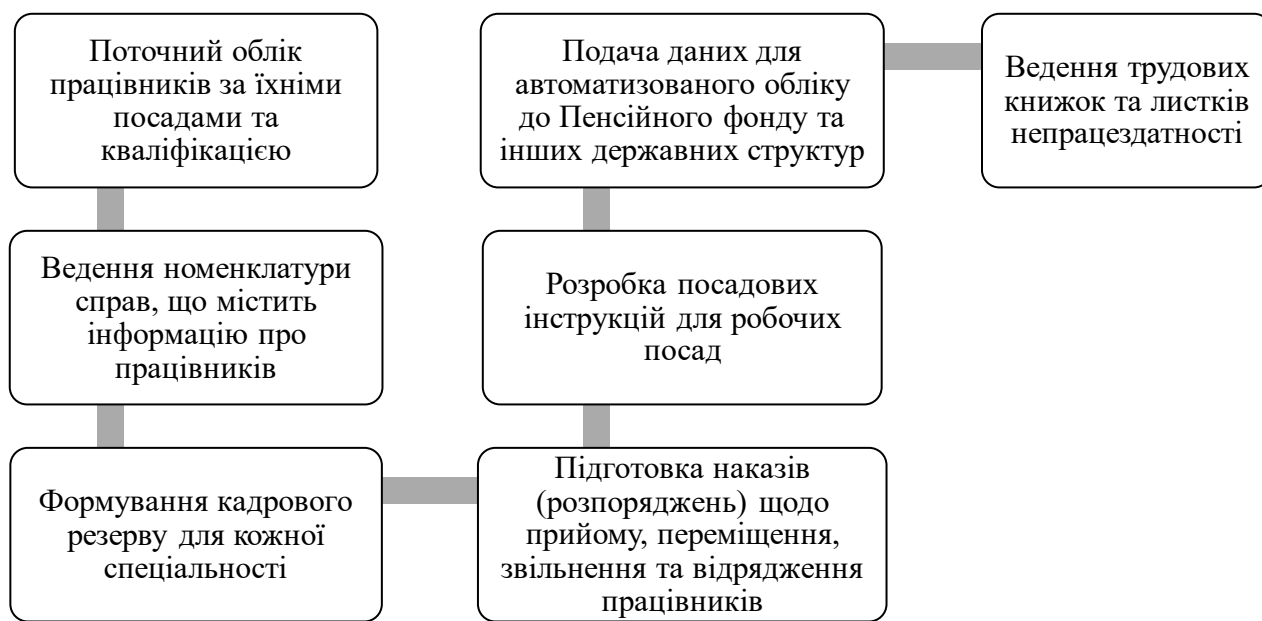 Поточний облік
працівників за їхніми
посадами та
кваліфікацією
Ведення номенклатури
справ, що містить
інформацію про
працівників
Формування кадрового
резерву для кожної
спеціальності
Підготовка наказів
(розпоряджень) щодо
прийому, переміщення,
звільнення та відрядження
працівників
Розробка посадових
інструкцій для робочих
посад
Подача даних для
автоматизованого обліку
до Пенсійного фонду та
інших державних структур
Ведення трудових
книжок та листків
непрацездатності